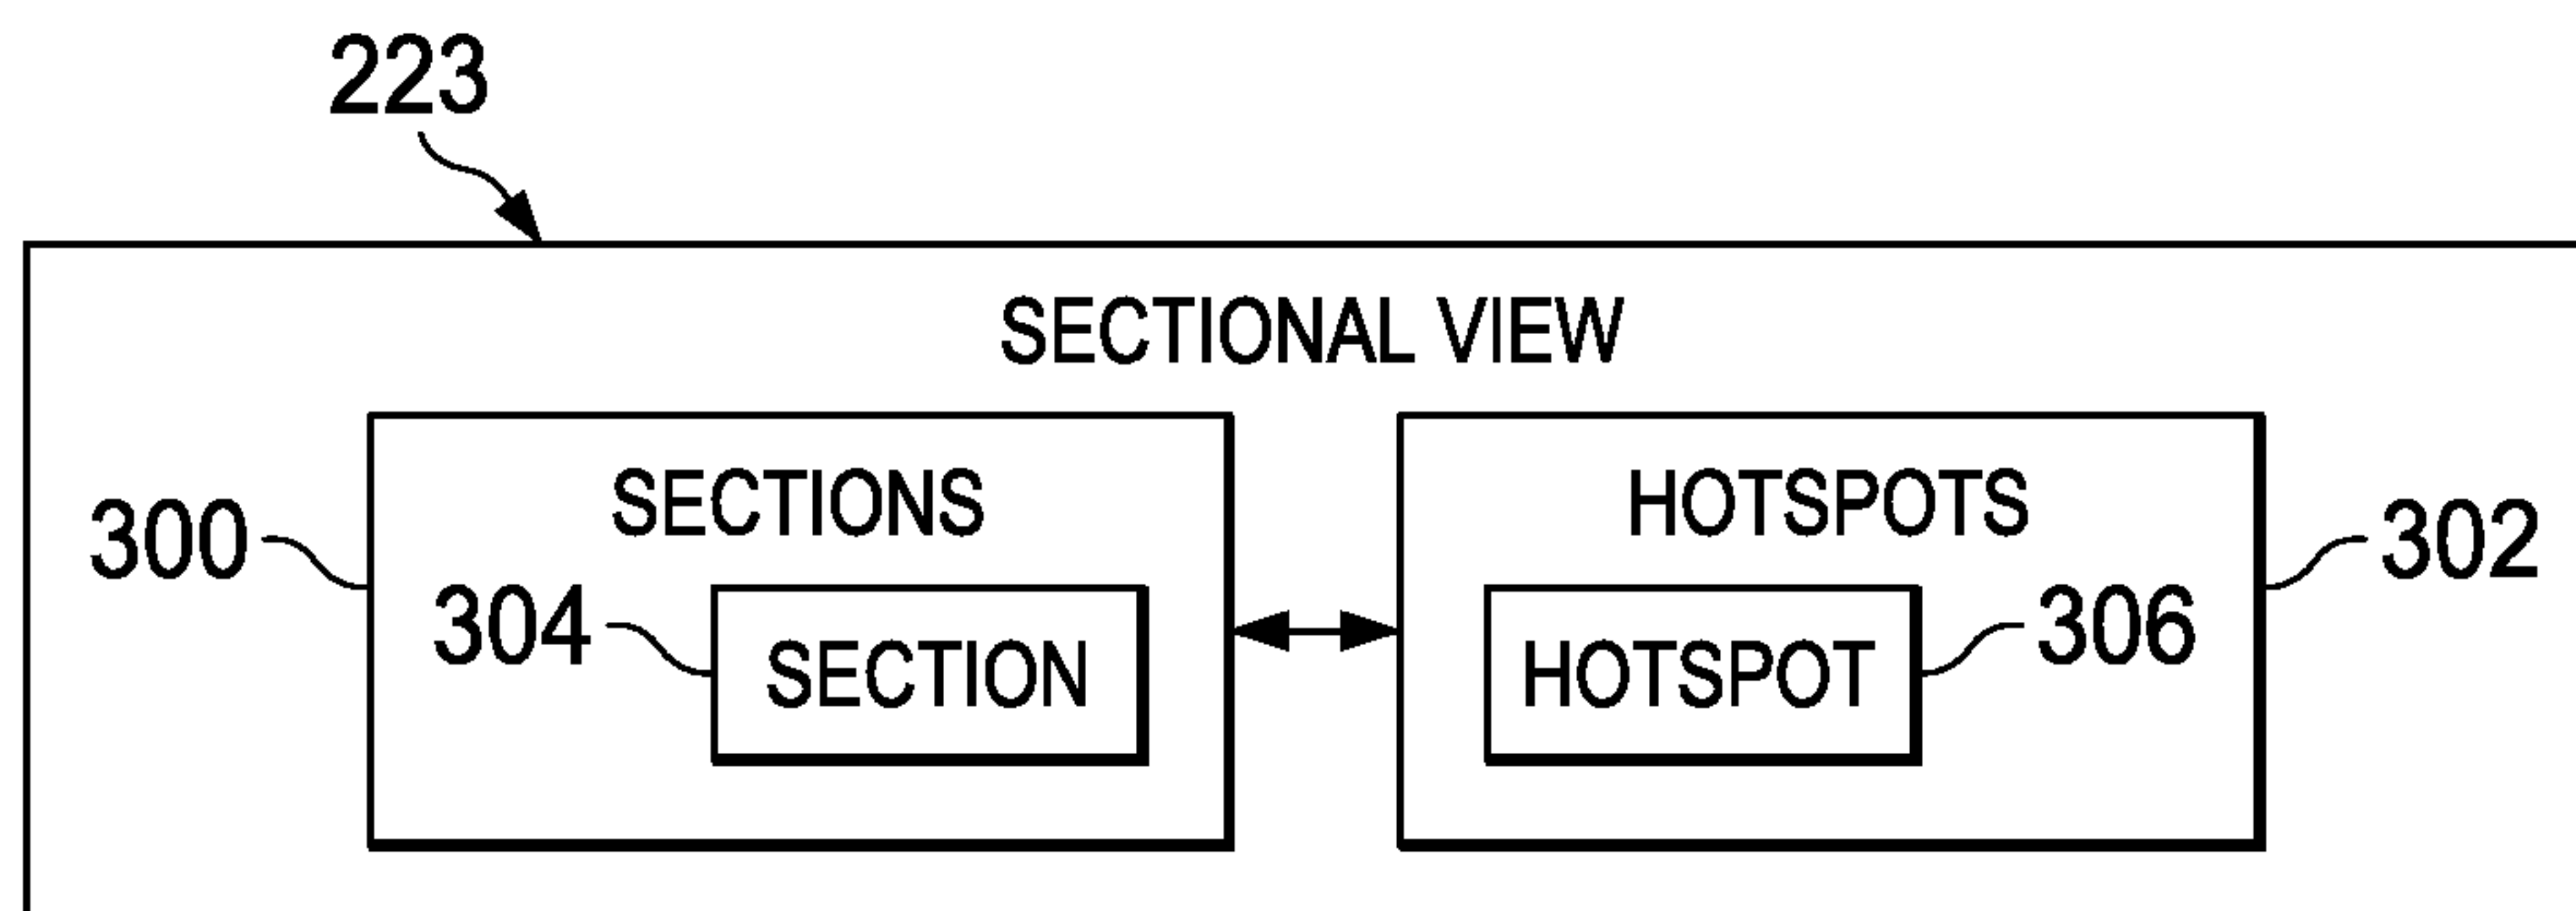 223
SECTIONAL VIEW
SECTIONS
HOTSPOTS
300
302
304
306
SECTION
HOTSPOT